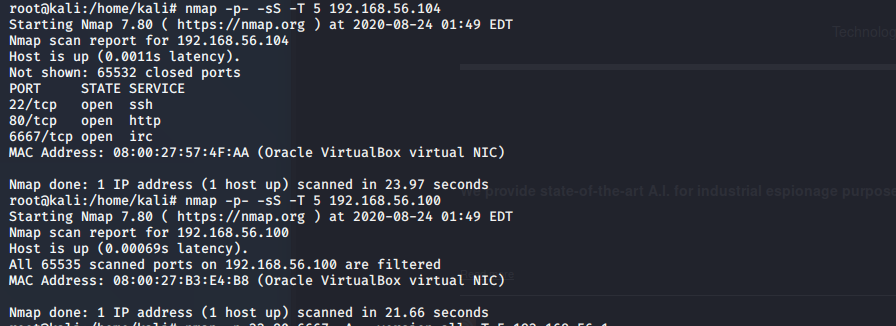 root@kali:/home/kali# nmap -p- -sS -T 5 192.168.56.104
Starting Nmap 7.80 ( https://nmap.org ) at 2020-08-24 01:49 EDT
Nmap scan report for 192.168.56.104
Host is up (0.0011s latency).
Not shown: 65532 closed ports
PORT     STATE SERVICE
22/tcp   open  ssh
80/tcp   open  http
6667/tcp open  irc
MAC Address: 08:00:27:57:4F:AA (Oracle VirtualBox virtual NIC)
Nmap done: 1 IP address (1 host up) scanned in 23.97 seconds
root@kali:/home/kali# nmap -p- -sS -T 5 192.168.56.100
Starting Nmap 7.80 ( https://nmap.org ) at 2020-08-24 01:49 EDT
Nmap scan report for 192.168.56.100
Host is up (0.00069s latency).
All 65535 scanned ports on 192.168.56.100 are filtered
MAC Address: 08:00:27:B3:E4:B8 (Oracle VirtualBox virtual NIC)
Nmap done: 1 IP address (1 host up) scanned in 21.66 seconds
Technolog
We provide state-of-the-art A.I. for industrial espionage purpose